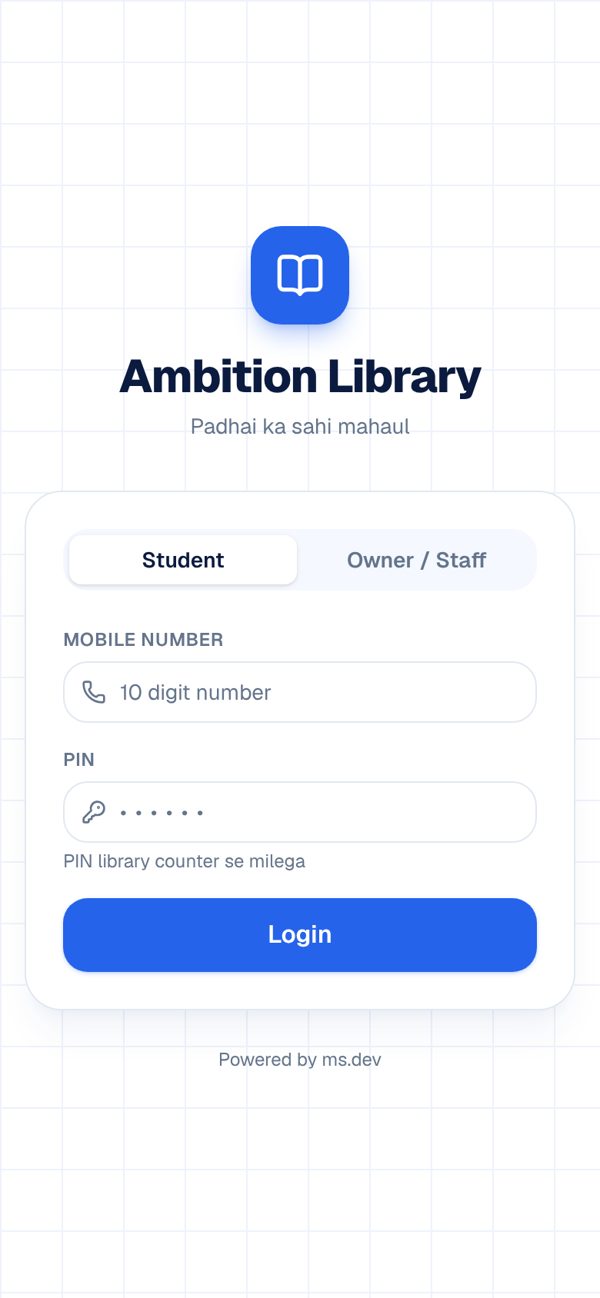 Ambition Library
Padhai ka sahi mahaul
Student
Owner / Staff
MOBILE NUMBER
10 digit number
PIN
• • • • • •
PIN library counter se milega
Login
Powered by ms.dev